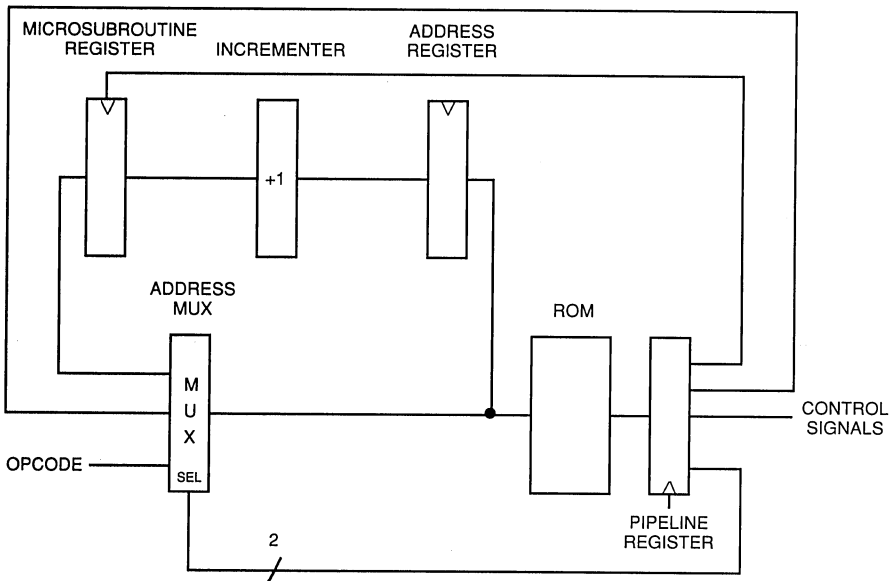 MICROSUBROUTINE
REGISTER
INCREMENTER
ADDRESS
REGISTER
+1
ADDRESS
MUX
ROM
M
U
X
SEL
OPCODE
CONTROL
SIGNALS
PIPELINE
REGISTER
2